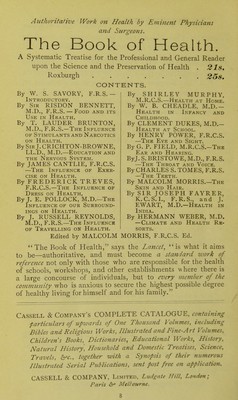 Authoritative Work on Health by Eminent Physicians
and Surgeons.
The Book of Health.
A Systematic Treatise for the Professional and General Reader
upon the Science and the Preservation of Health . 21s.
Roxburgh . . . . . . . 25s.
CONTENTS.
By W. S. SAVORY, F.R.S.—
INTRODUCTORY.
By SIR RISDON BENNETT,
M.D., F.R.S.—FOOD AND ITS
USE IN HEALTH.
By T. LAUDER BRUNTON,
M.D., F.R.S.—THE INFLUENCE
OF STIMULANTS AND NARCOTICS
ON HEALTH.
By SIR J. CRICHTON-BROWNE,
LL.D., M.D.—EDUCATION AND
THE NERVOUS SYSTEM.
By JAMES CANTLIE, F.R.C.S.
—THE INFLUENCE OF EXERCISE ON HEALTH.
By FREDERICK TREVES,
F.R.C.S.—THE INFLUENCE OF
DRESS ON HEALTH.
By J. E. POLLOCK, M.D.—THE
INFLUENCE OF OUR SURROUNDINGS ON HEALTH.
By J. RUSSELL REYNOLDS,
M.D., F.R.S.—THE INFLUENCE
OF TRAVELLING ON HEALTH.
By SHIRLEY MURPHY,
M.R.C.S.—HEALTH AT HOME.
By W. B. CHEADLE, M.D.—
HEALTH IN INFANCY AND
CHILDHOOD.
By CLEMENT DUKES, M.D.—
HEALTH AT SCHOOL.
By HENRY POWER, F.R.C.S.
—THE EYE AND SIGHT.
By G. P. FIELD, M.R.C.S.—THE
EAR AND HEARING.
By J. S. BRISTOWE, M.D., F.R.S.
—THE THROAT AND VOICE.
By CHARLES S. TOMES, F.R.S.
—THE TEETH.
By MALCOLM MORRIS.—THE
SKIN AND HAIR.
By SIR JOSEPH FAYRER,
K.C.S.I., F.R.S., and J.
EWART, M.D.—HEALTH IN
INDIA.
By HERMANN WEBER, M.D.
—CLIMATE AND HEALTH RESORTS.
Edited by MALCOLM MORRIS, F.R.C.S. Ed.
"The Book of Health," says the Lancet, "is what it aims
to be—authoritative, and must become a standard work of
reference not only with those who are responsible for the health
of schools, workshops, and other establishments where there is
a large concourse of individuals, but to every member of the
community who is anxious to secure the highest possible degree
of healthy living for himself and for his family."
CASSELL & COMPANY'S COMPLETE CATALOGUE, containing
particulars of upwards of One Thousand Volumes, including
Bibles and Religious Works, Illustrated and Fine-Art Volumes,
Children's Books, Dictionaries, Educational Works, History,
Natural History, Household and Domestic Treatises, Science,
Travels, &c., together with a Synopsis of their numerous
Illustrated Serial Publications, sent post free on application.
CASSELL & COMPANY, LIMITED, Ludgate Hill, London;
Paris & Melbourne.
8